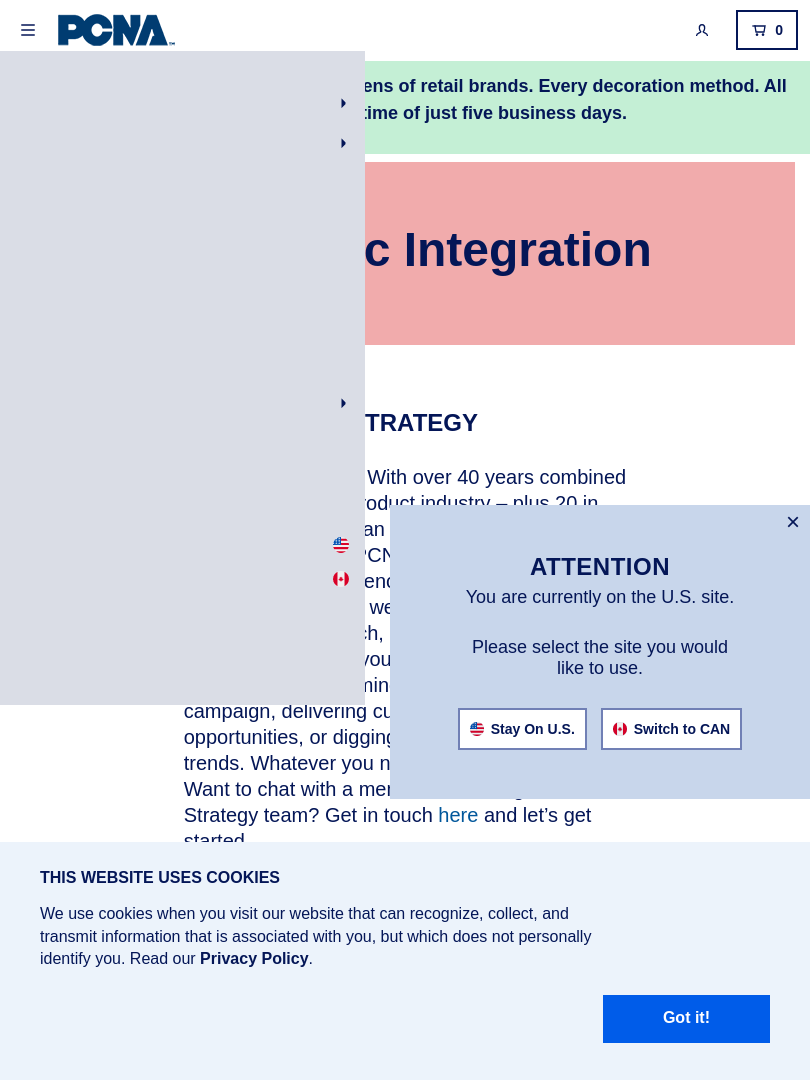 PCNA
0
ens of retail brands. Every decoration method. All
time of just five business days.
c Integration
TRATEGY
With over 40 years combined
roduct industry – plus 20 in
an
PCN
we
ch,
you
campaign, delivering cu
opportunities, or digging
trends. Whatever you n
Want to chat with a me
Strategy team? Get in touch here and let’s get
started.
×
ATTENTION
You are currently on the U.S. site.
Please select the site you would
like to use.
Stay On U.S.
Switch to CAN
THIS WEBSITE USES COOKIES
We use cookies when you visit our website that can recognize, collect, and
transmit information that is associated with you, but which does not personally
identify you. Read our Privacy Policy.
Got it!